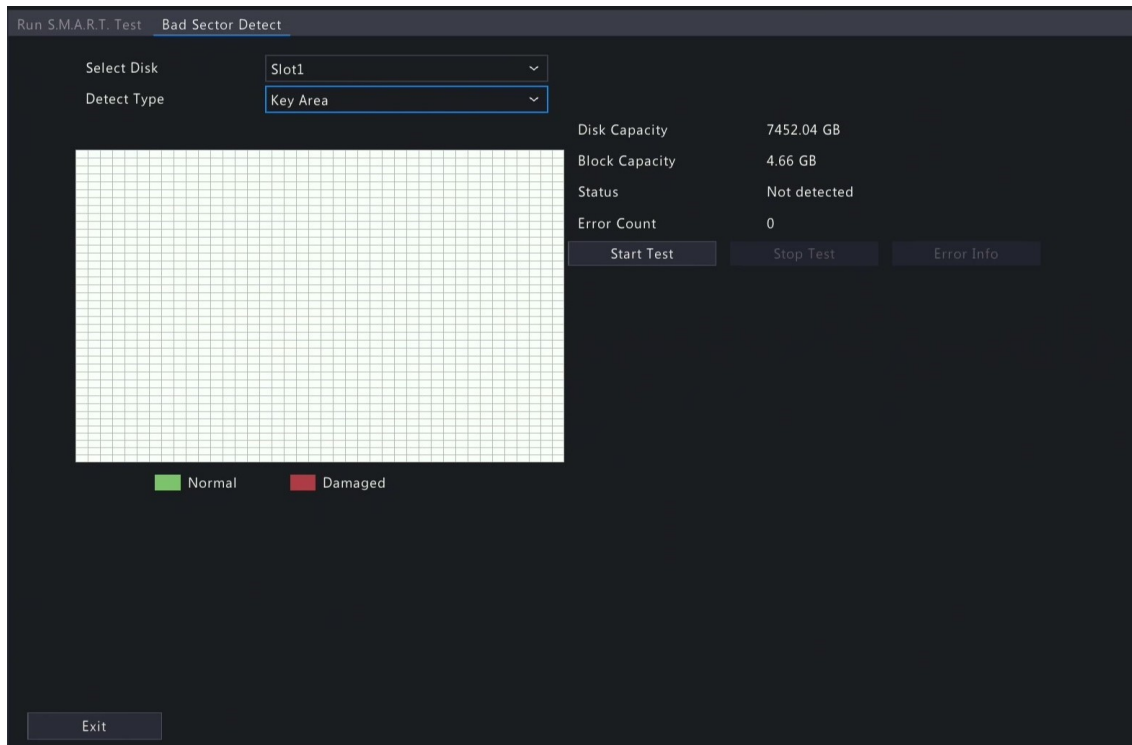 Run S.M.A.R.T. Test Bad Sector Detect
Select Disk Slot1
Detect Type Key Area
Disk Capacity 7452.04 GB
Block Capacity 4.66 GB
Status Not detected
Error Count 0
Start Test Stop Test Error Info
Normal Damaged
Exit